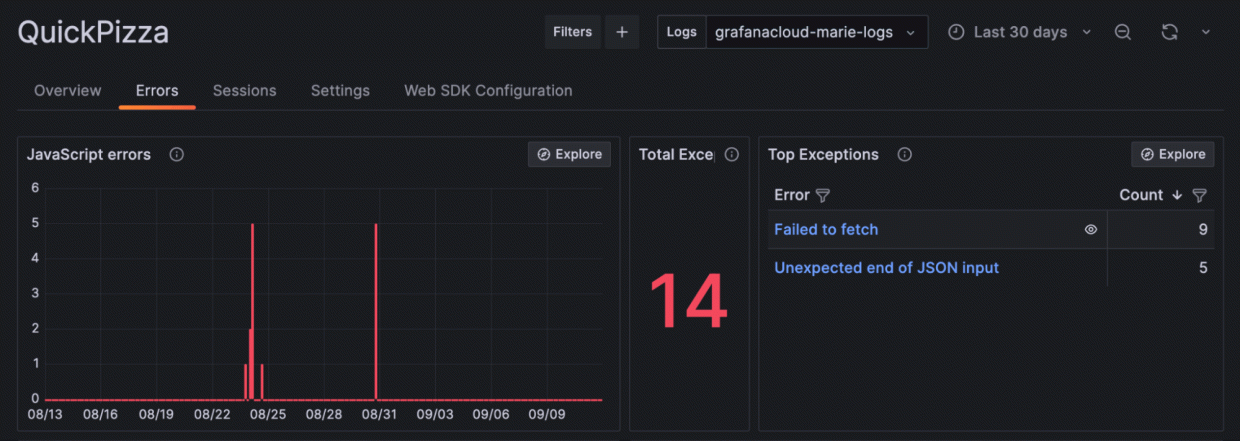 QuickPizza
Filters + Logs grafanacloud-marie-logs Last 30 days
Overview Errors Sessions Settings Web SDK Configuration
JavaScript errors Explore
6
5
4
3
2
1
0
08/13 08/16 08/19 08/22 08/25 08/28 08/31 09/03 09/06 09/09
Total Exce
14
Top Exceptions Explore
Error Count
Failed to fetch 9
Unexpected end of JSON input 5